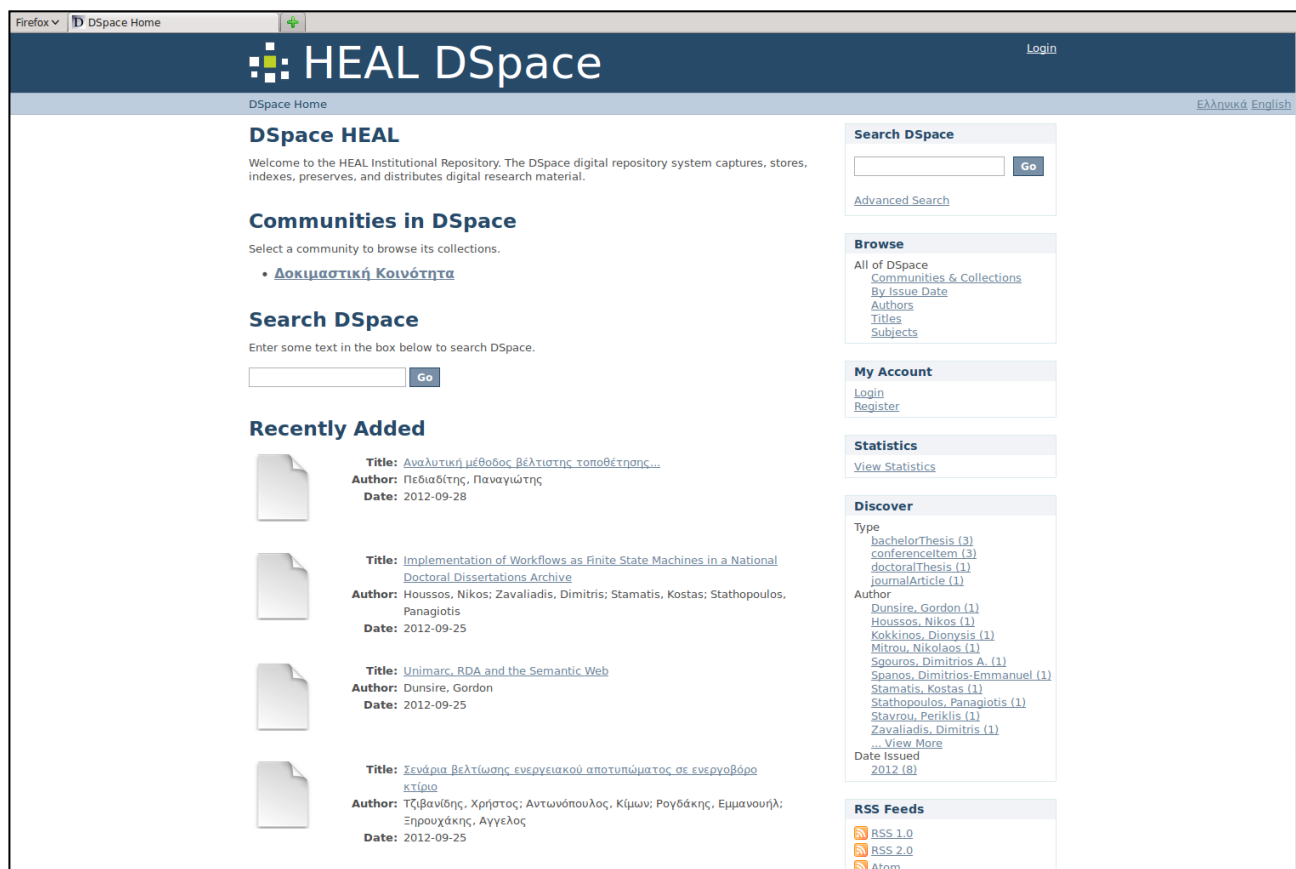 Firefox
DSpace Home
HEAL DSpace
Login
DSpace Home
Ελληνικά English
DSpace HEAL
Welcome to the HEAL Institutional Repository. The DSpace digital repository system captures, stores,
indexes, preserves, and distributes digital research material.
Communities in DSpace
Select a community to browse its collections.
• Δοκιμαστική Κοινότητα
Search DSpace
Enter some text in the box below to search DSpace.
Go
Recently Added
Title: Αναλυτική μέθοδος βέλτιστης τοποθέτησης...
Author: Πεδιαδίτης, Παναγιώτης
Date: 2012-09-28
Title: Implementation of Workflows as Finite State Machines in a National
Doctoral Dissertations Archive
Author: Houssos, Nikos; Zavaliadis, Dimitris; Stamatis, Kostas; Stathopoulos,
Panagiotis
Date: 2012-09-25
Title: Unimarc, RDA and the Semantic Web
Author: Dunsire, Gordon
Date: 2012-09-25
Title: Σενάρια βελτίωσης ενεργειακού αποτυπώματος σε ενεργοβόρο
κτίριο
Author: Τζιβανίδης, Χρήστος; Αντωνόπουλος, Κίμων; Ρογδάκης, Εμμανουήλ;
Ξηρουχάκης, Αγγελος
Date: 2012-09-25
Search DSpace
Go
Advanced Search
Browse
All of DSpace
Communities & Collections
By Issue Date
Authors
Titles
Subjects
My Account
Login
Register
Statistics
View Statistics
Discover
Type
bachelorThesis (3)
conferenceItem (3)
doctoralThesis (1)
journalArticle (1)
Author
Dunsire, Gordon (1)
Houssos, Nikos (1)
Kokkinos, Dionysis (1)
Mitrou, Nikolaos (1)
Sgouros, Dimitrios A. (1)
Spanos, Dimitrios-Emmanuel (1)
Stamatis, Kostas (1)
Stathopoulos, Panagiotis (1)
Stavrou, Periklis (1)
Zavaliadis, Dimitris (1)
... View More
Date Issued
2012 (8)
RSS Feeds
RSS 1.0
RSS 2.0
Atom